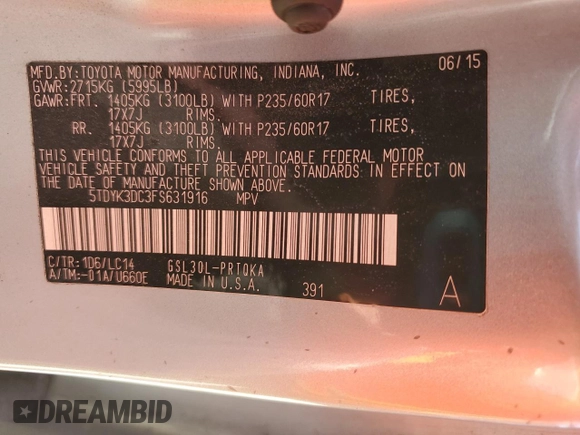 MFD.BY:TOYOTA MOTOR MANUFACTURING, INDIANA, INC. 06/15
GVWR:2715KG (5995LB)
GAWR:FRT. 1405KG (3100LB) WITH P235/60R17 TIRES,
17X7J RIMS.
RR. 1405KG (3100LB) WITH P235/60R17 TIRES,
17X7J RIMS.
THIS VEHICLE CONFORMS TO ALL APPLICABLE FEDERAL MOTOR
VEHICLE SAFETY AND THEFT PREVENTION STANDARDS IN EFFECT ON
THE DATE OF MANUFACTURE SHOWN ABOVE.
5TDYK3DC3FS631916 MPV
C/TR:1D6/LC14 GSL30L-PRTQKA
A/TM:-01A/U660E MADE IN U.S.A. 391 A
DREAMBID